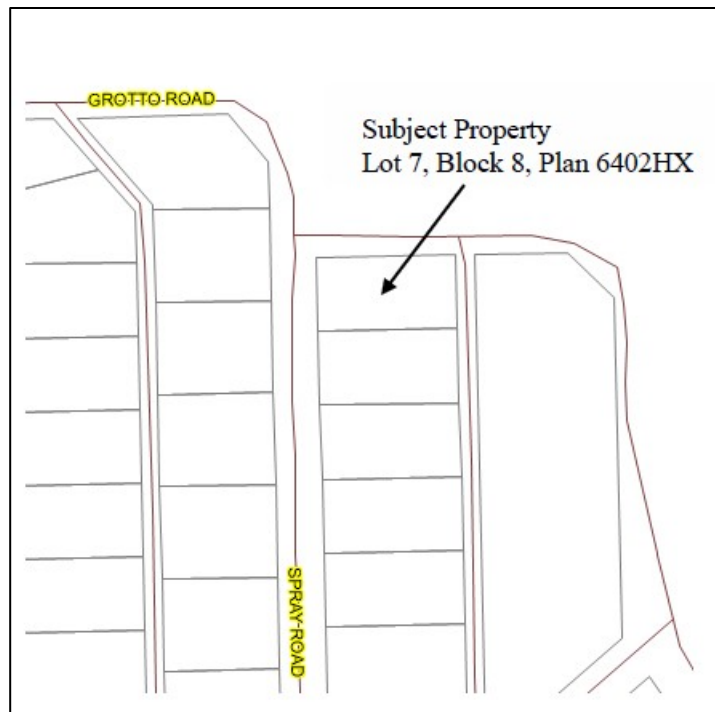 GROTTO ROAD
Subject Property
Lot 7, Block 8, Plan 6402HX
SPRAY ROAD